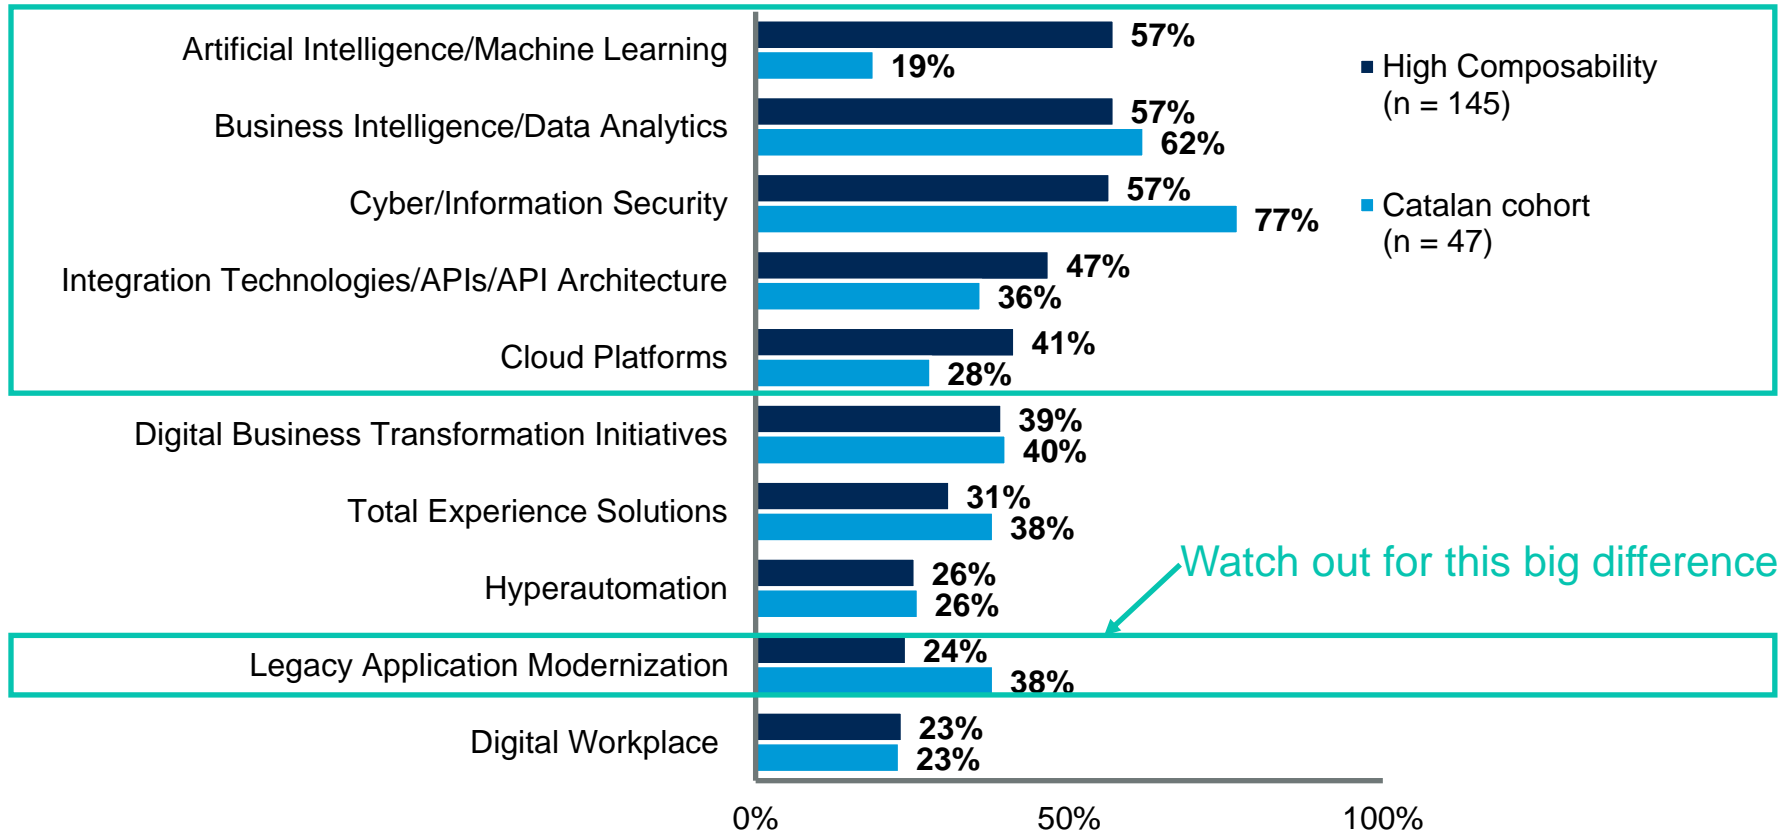 Artificial Intelligence/Machine Learning
57%
19%
High Composability
(n = 145)
Business Intelligence/Data Analytics
57%
62%
Cyber/Information Security
57%
77%
Catalan cohort
(n = 47)
Integration Technologies/APIs/API Architecture
47%
36%
Cloud Platforms
41%
28%
Digital Business Transformation Initiatives
39%
40%
Total Experience Solutions
31%
38%
Watch out for this big difference
Hyperautomation
26%
26%
Legacy Application Modernization
24%
38%
Digital Workplace
23%
23%
0%
50%
100%